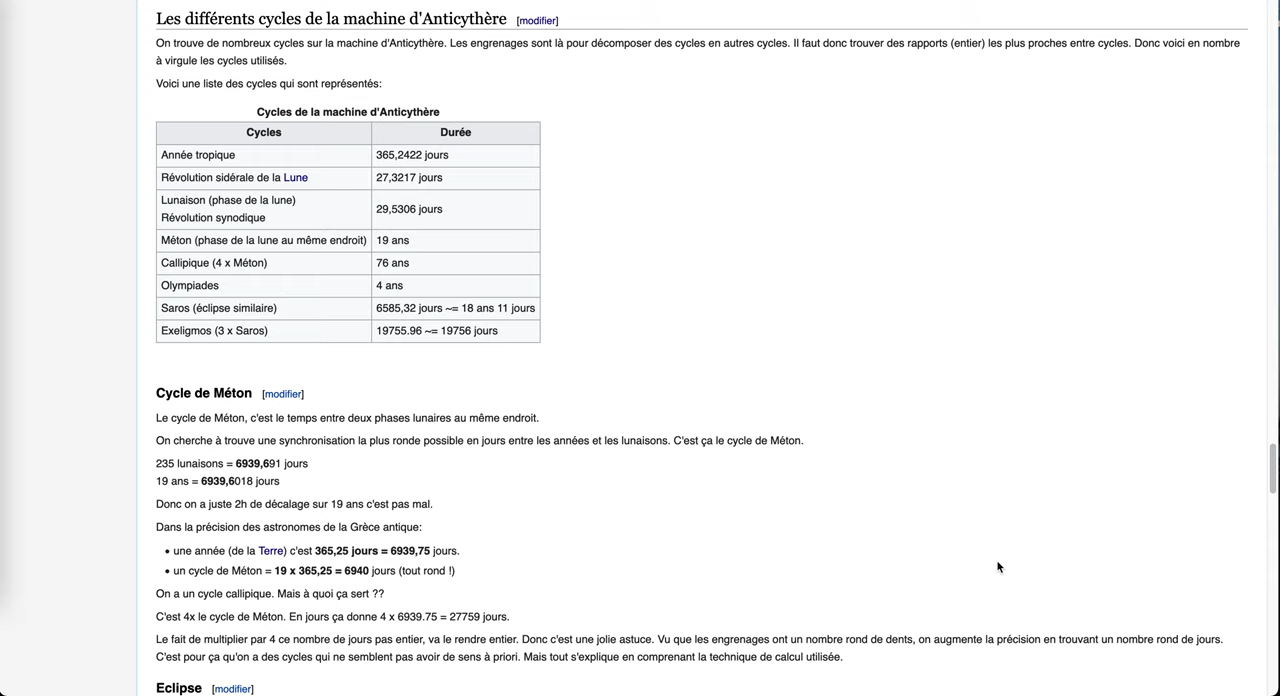 Les différents cycles de la machine d'Anticythère [modifier]
On trouve de nombreux cycles sur la machine d'Anticythère. Les engrenages sont là pour décomposer des cycles en autres cycles. Il faut donc trouver des rapports (entier) les plus proches entre cycles. Donc voici en nombre
à virgule les cycles utilisés.
Voici une liste des cycles qui sont représentés:
Cycles de la machine d'Anticythère
Cycles Durée
Année tropique 365,2422 jours
Révolution sidérale de la Lune 27,3217 jours
Lunaison (phase de la lune)
Révolution synodique 29,5306 jours
Méton (phase de la lune au même endroit) 19 ans
Callipique (4 x Méton) 76 ans
Olympiades 4 ans
Saros (éclipse similaire) 6585,32 jours ~= 18 ans 11 jours
Exeligmos (3 x Saros) 19755.96 ~= 19756 jours
Cycle de Méton [modifier]
Le cycle de Méton, c'est le temps entre deux phases lunaires au même endroit.
On cherche à trouve une synchronisation la plus ronde possible en jours entre les années et les lunaisons. C'est ça le cycle de Méton.
235 lunaisons = 6939,691 jours
19 ans = 6939,6018 jours
Donc on a juste 2h de décalage sur 19 ans c'est pas mal.
Dans la précision des astronomes de la Grèce antique:
• une année (de la Terre) c'est 365,25 jours = 6939,75 jours.
• un cycle de Méton = 19 x 365,25 = 6940 jours (tout rond !)
On a un cycle callipique. Mais à quoi ça sert ??
C'est 4x le cycle de Méton. En jours ça donne 4 x 6939.75 = 27759 jours.
Le fait de multiplier par 4 ce nombre de jours pas entier, va le rendre entier. Donc c'est une jolie astuce. Vu que les engrenages ont un nombre rond de dents, on augmente la précision en trouvant un nombre rond de jours.
C'est pour ça qu'on a des cycles qui ne semblent pas avoir de sens à priori. Mais tout s'explique en comprenant la technique de calcul utilisée.
Eclipse [modifier]